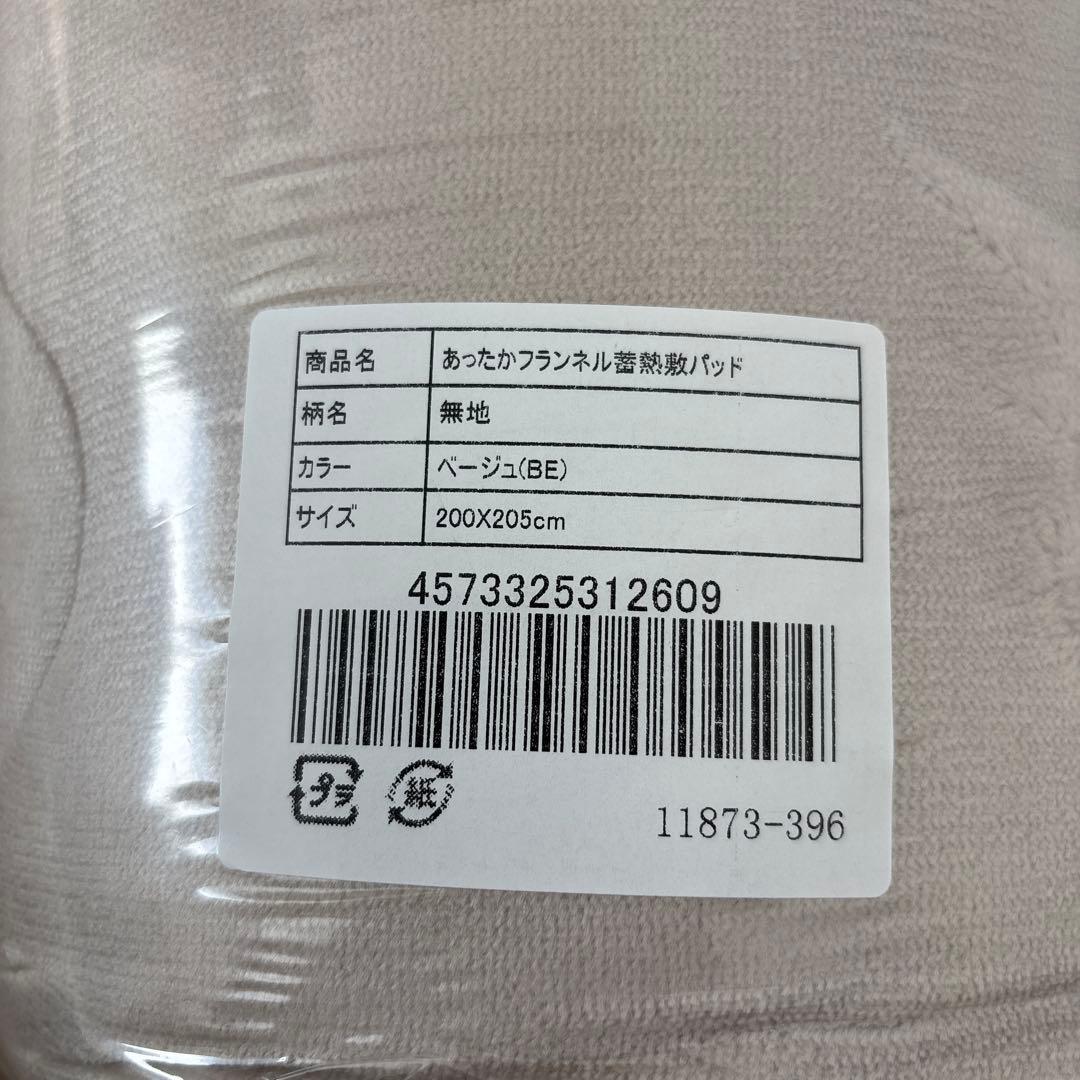 商品名 あったかフランネル蓄熱敷パッド
柄名 無地
カラー ベージュ(BE)
サイズ 200X205cm
4573325312609
プラ 紙
11873-396